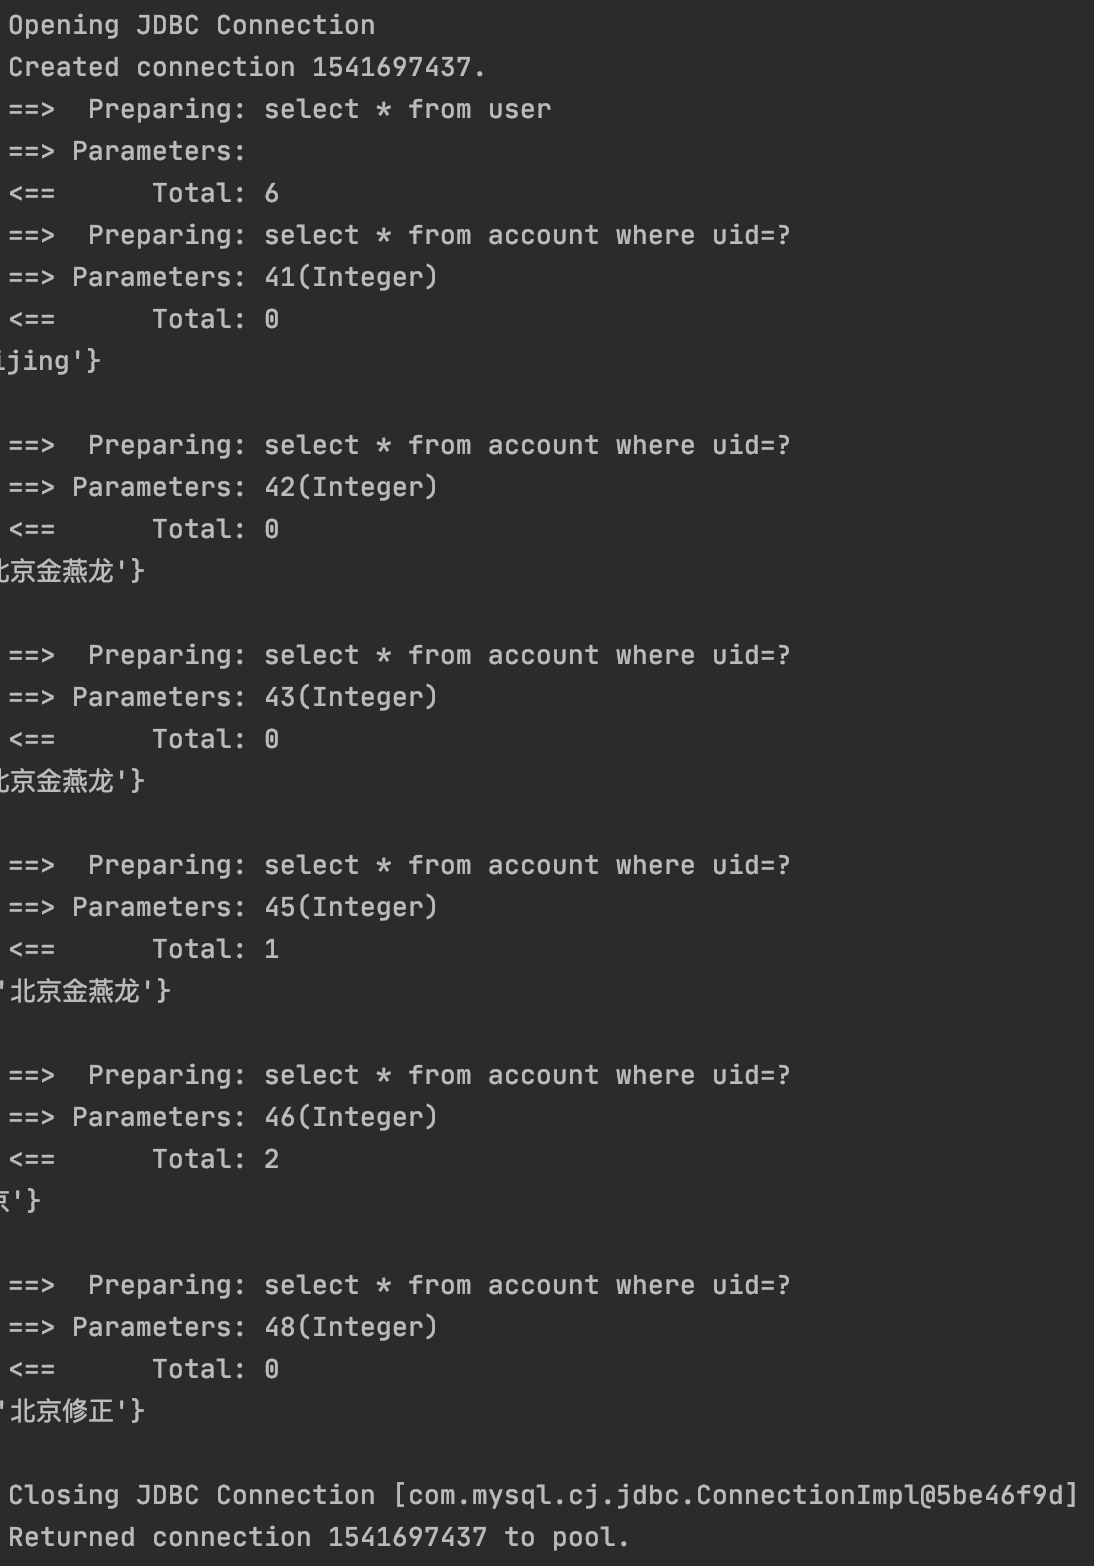 Opening JDBC Connection
Created connection 1541697437.
==>  Preparing: select * from user
==> Parameters:
<==      Total: 6
==>  Preparing: select * from account where uid=?
==> Parameters: 41(Integer)
<==      Total: 0
ijing'}
==>  Preparing: select * from account where uid=?
==> Parameters: 42(Integer)
<==      Total: 0
北京金燕龙'}
==>  Preparing: select * from account where uid=?
==> Parameters: 43(Integer)
<==      Total: 0
北京金燕龙'}
==>  Preparing: select * from account where uid=?
==> Parameters: 45(Integer)
<==      Total: 1
'北京金燕龙'}
==>  Preparing: select * from account where uid=?
==> Parameters: 46(Integer)
<==      Total: 2
京'}
==>  Preparing: select * from account where uid=?
==> Parameters: 48(Integer)
<==      Total: 0
'北京修正'}
Closing JDBC Connection [com.mysql.cj.jdbc.ConnectionImpl@5be46f9d]
Returned connection 1541697437 to pool.